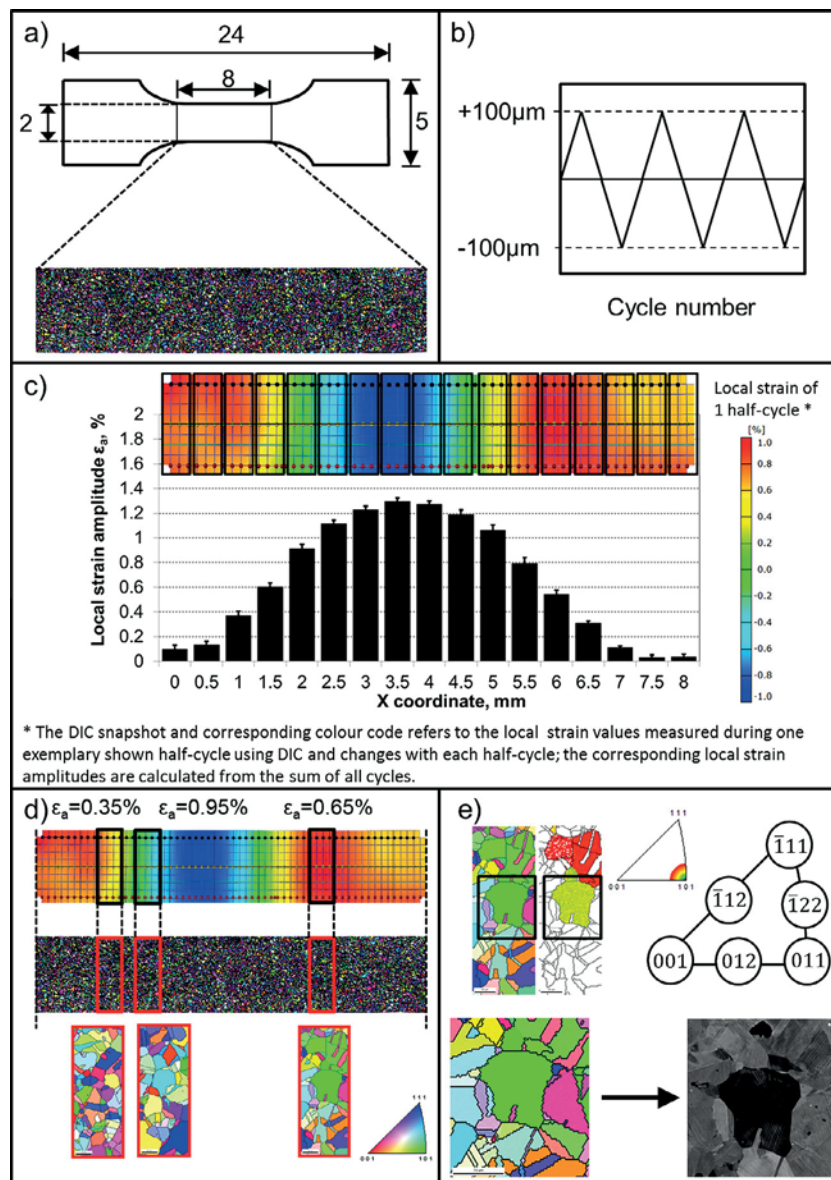 a)
24
8
2
5
b)
+100µm
-100µm
Cycle number
c)
Local strain of
1 half-cycle *
[%]
1.0
0.8
0.6
0.4
0.2
0.0
-0.2
-0.4
-0.6
-0.8
-1.0
Local strain amplitude εa, %
2
1.8
1.6
1.4
1.2
1
0.8
0.6
0.4
0.2
0
0 0.5 1 1.5 2 2.5 3 3.5 4 4.5 5 5.5 6 6.5 7 7.5 8
X coordinate, mm
* The DIC snapshot and corresponding colour code refers to the local strain values measured during one
exemplary shown half-cycle using DIC and changes with each half-cycle; the corresponding local strain
amplitudes are calculated from the sum of all cycles.
d)
εa=0.35% εa=0.95% εa=0.65%
111
001 101
e)
111
001 101
1̄11
1̄12
1̄22
001
012
011